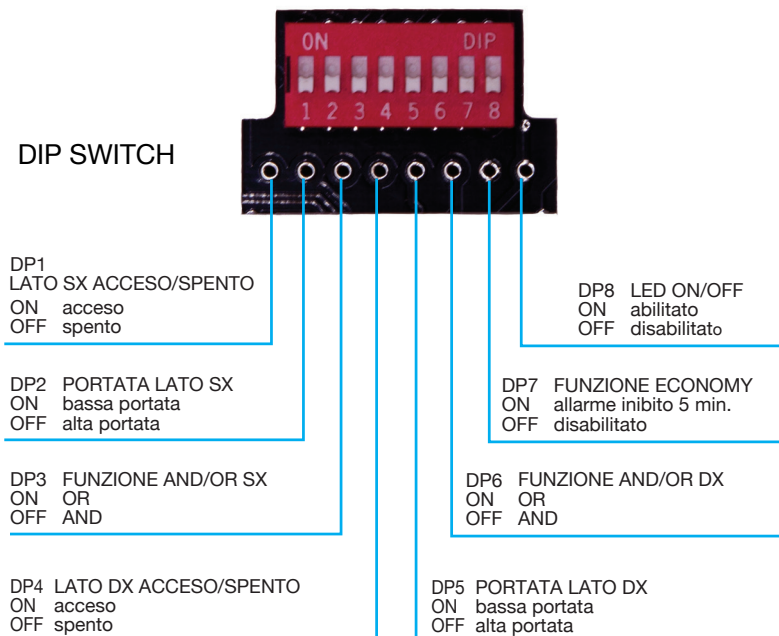 ON DIP
1 2 3 4 5 6 7 8
DIP SWITCH
DP1
LATO SX ACCESO/SPENTO
ON acceso
OFF spento
DP2 PORTATA LATO SX
ON bassa portata
OFF alta portata
DP3 FUNZIONE AND/OR SX
ON OR
OFF AND
DP4 LATO DX ACCESO/SPENTO
ON acceso
OFF spento
DP8 LED ON/OFF
ON abilitato
OFF disabilitato
DP7 FUNZIONE ECONOMY
ON allarme inibito 5 min.
OFF disabilitato
DP6 FUNZIONE AND/OR DX
ON OR
OFF AND
DP5 PORTATA LATO DX
ON bassa portata
OFF alta portata